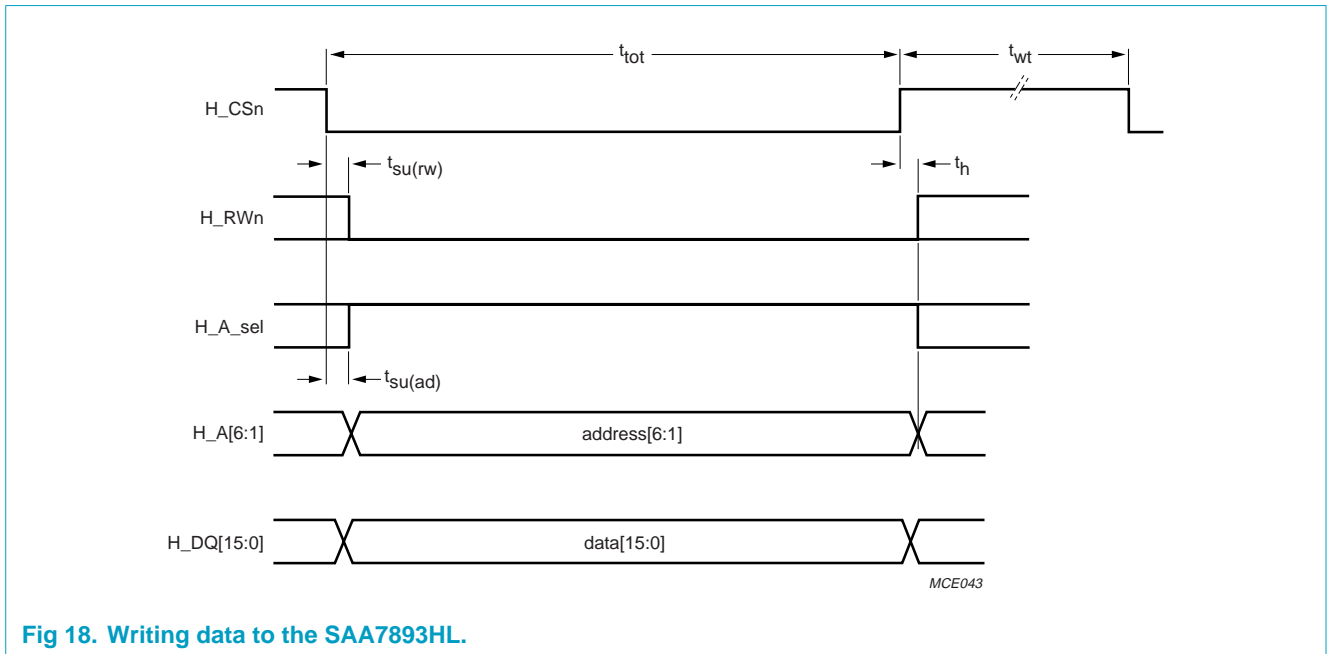 t_tot t_wt
H_CSn
t_su(rw) t_h
H_RWn
H_A_sel
t_su(ad)
H_A[6:1] address[6:1]
H_DQ[15:0] data[15:0]
MCE043
Fig 18. Writing data to the SAA7893HL.